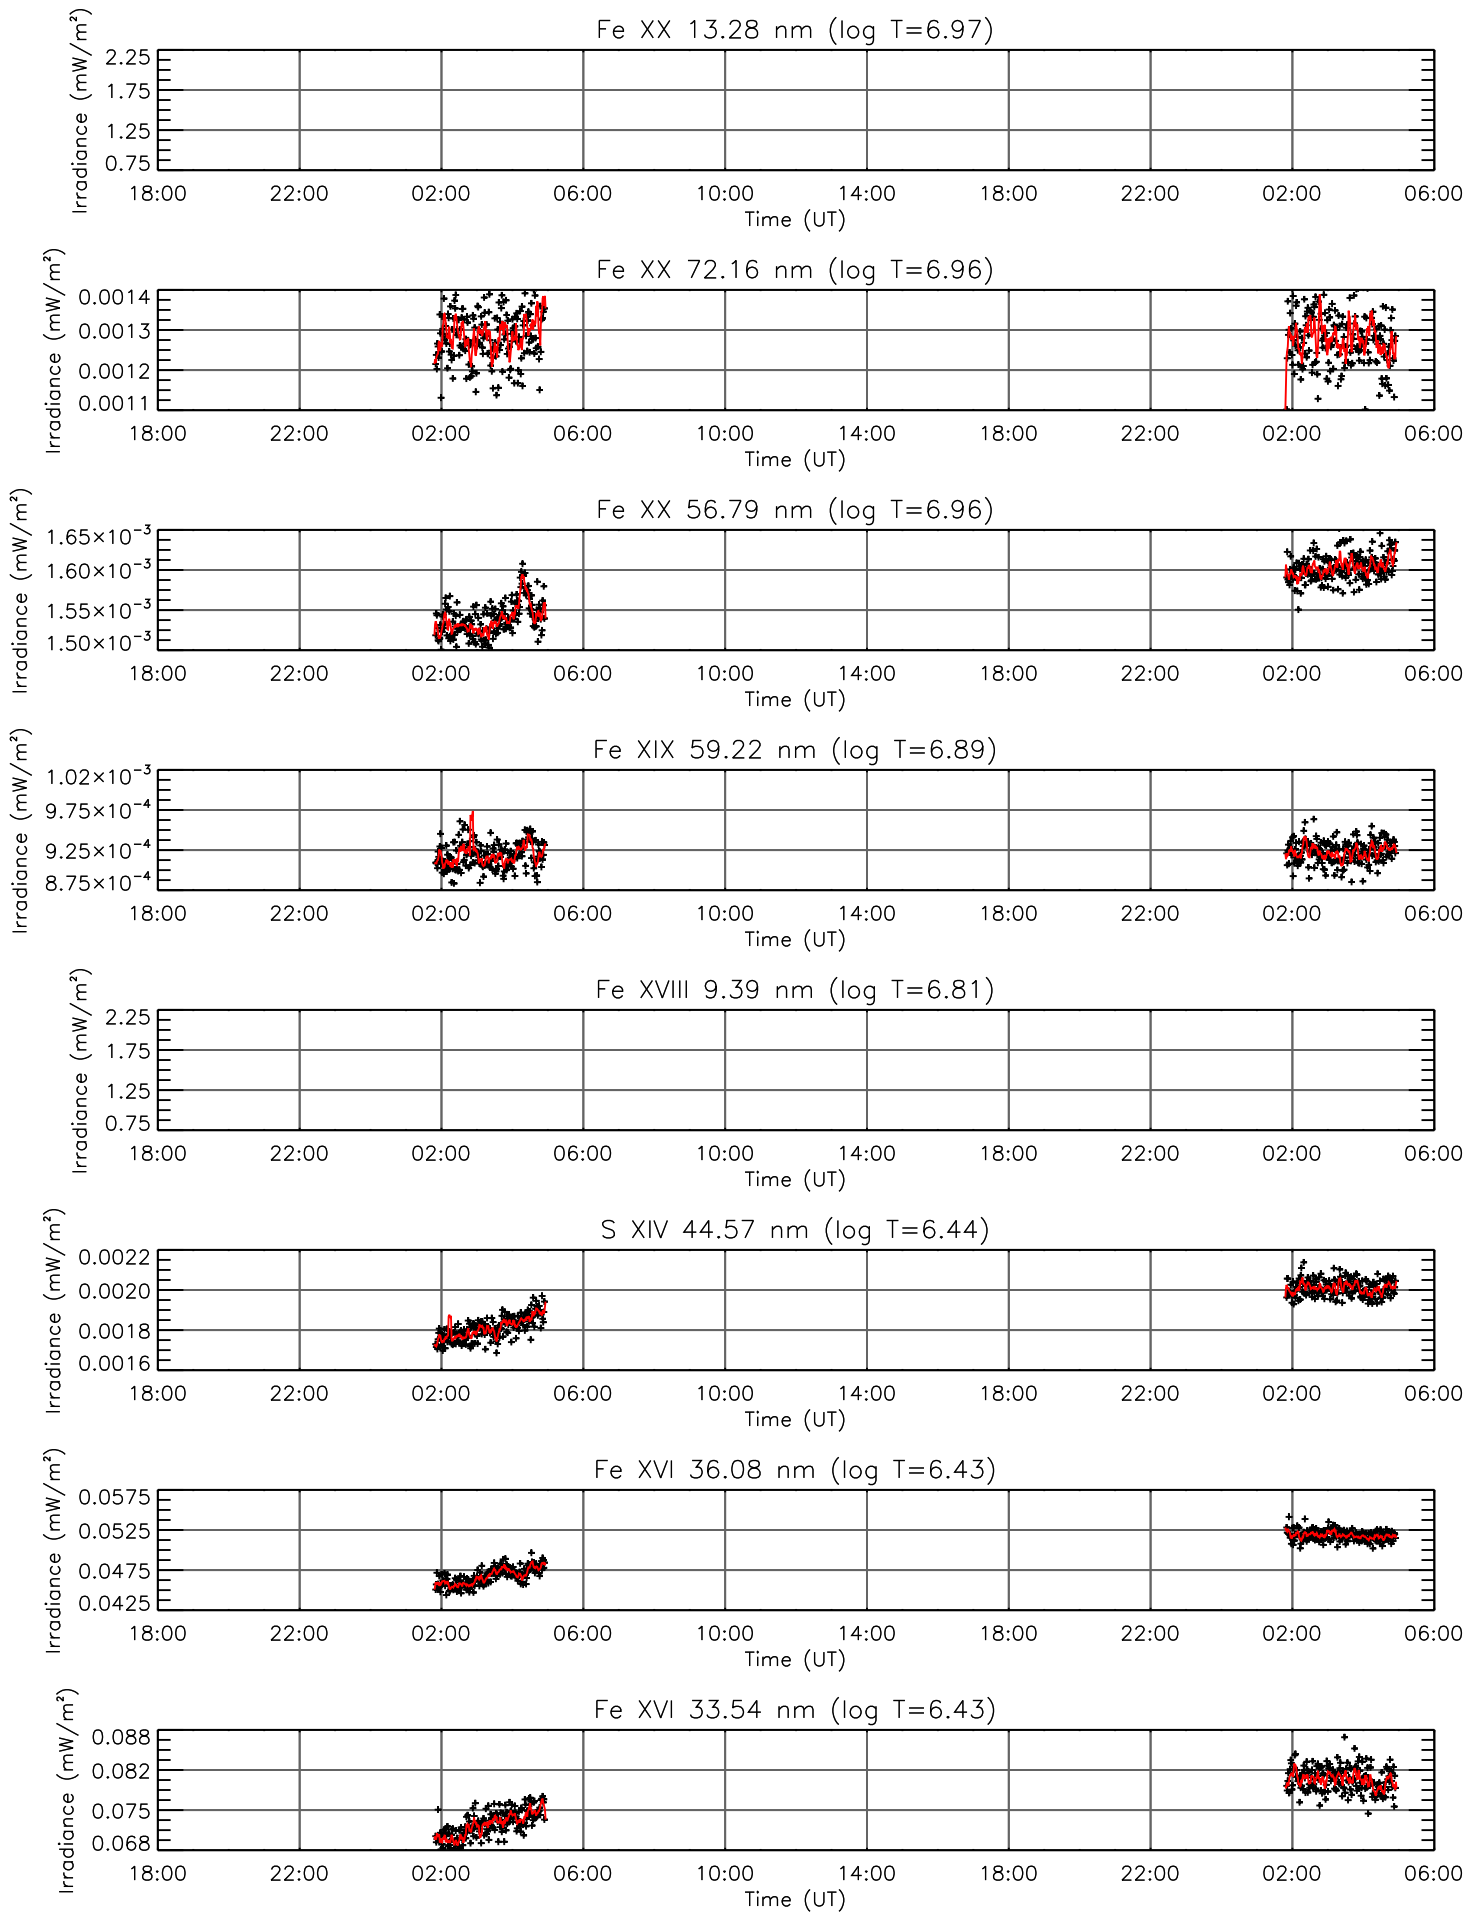 Fe XX 13.28 nm (log T=6.97)
Irradiance (mW/m²)
2.25
1.75
1.25
0.75
18:00 22:00 02:00 06:00 10:00 14:00 18:00 22:00 02:00 06:00
Time (UT)
Fe XX 72.16 nm (log T=6.96)
Irradiance (mW/m²)
0.0014
0.0013
0.0012
0.0011
18:00 22:00 02:00 06:00 10:00 14:00 18:00 22:00 02:00 06:00
Time (UT)
Fe XX 56.79 nm (log T=6.96)
Irradiance (mW/m²)
1.65×10⁻³
1.60×10⁻³
1.55×10⁻³
1.50×10⁻³
18:00 22:00 02:00 06:00 10:00 14:00 18:00 22:00 02:00 06:00
Time (UT)
Fe XIX 59.22 nm (log T=6.89)
Irradiance (mW/m²)
1.02×10⁻³
9.75×10⁻⁴
9.25×10⁻⁴
8.75×10⁻⁴
18:00 22:00 02:00 06:00 10:00 14:00 18:00 22:00 02:00 06:00
Time (UT)
Fe XVIII 9.39 nm (log T=6.81)
Irradiance (mW/m²)
2.25
1.75
1.25
0.75
18:00 22:00 02:00 06:00 10:00 14:00 18:00 22:00 02:00 06:00
Time (UT)
S XIV 44.57 nm (log T=6.44)
Irradiance (mW/m²)
0.0022
0.0020
0.0018
0.0016
18:00 22:00 02:00 06:00 10:00 14:00 18:00 22:00 02:00 06:00
Time (UT)
Fe XVI 36.08 nm (log T=6.43)
Irradiance (mW/m²)
0.0575
0.0525
0.0475
0.0425
18:00 22:00 02:00 06:00 10:00 14:00 18:00 22:00 02:00 06:00
Time (UT)
Fe XVI 33.54 nm (log T=6.43)
Irradiance (mW/m²)
0.088
0.082
0.075
0.068
18:00 22:00 02:00 06:00 10:00 14:00 18:00 22:00 02:00 06:00
Time (UT)